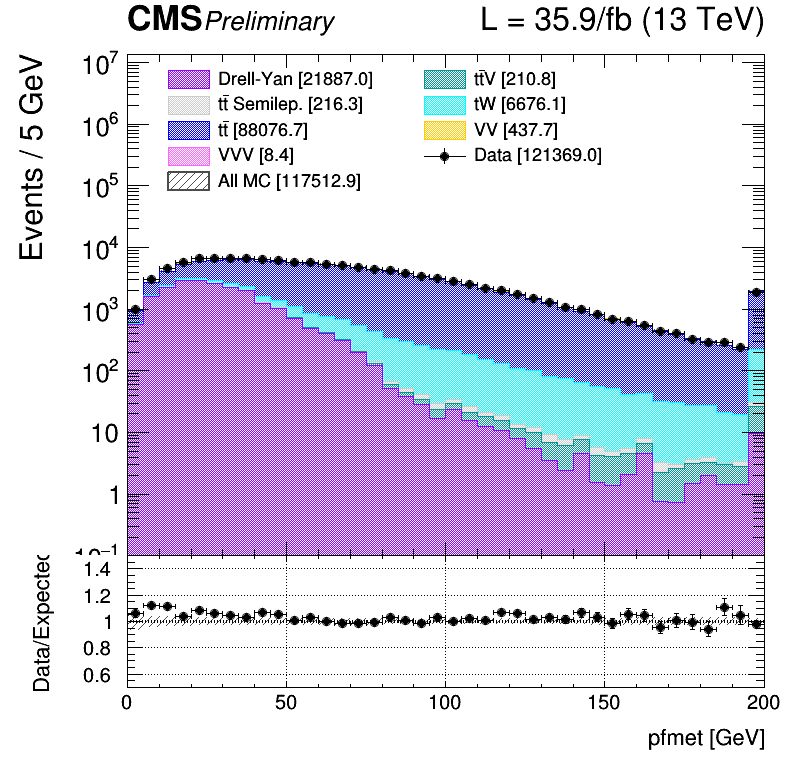 CMS Preliminary L = 35.9/fb (13 TeV)
Events / 5 GeV
10⁷
10⁶
10⁵
10⁴
10³
10²
10
1
10⁻¹
Drell-Yan [21887.0]
tt̄ Semilep. [216.3]
tt̄ [88076.7]
VVV [8.4]
All MC [117512.9]
tt̄V [210.8]
tW [6676.1]
VV [437.7]
Data [121369.0]
Data/Expected
1.4
1.2
1
0.8
0.6
0 50 100 150 200
pfmet [GeV]